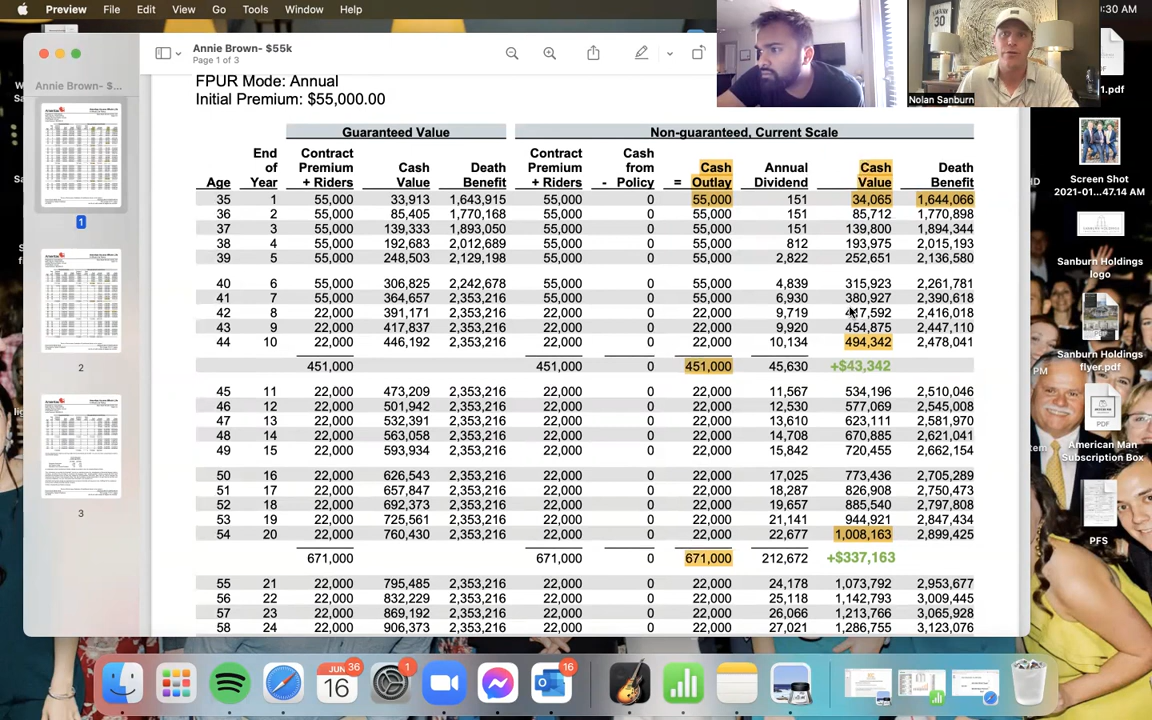 Preview File Edit View Go Tools Window Help :30 AM
Annie Brown- $55k
Page 1 of 3
Annie Brown- $...
FPUR Mode: Annual
Initial Premium: $55,000.00
Guaranteed Value Non-guaranteed, Current Scale
End Contract Contract Cash Cash
of Premium Cash Death Premium from Cash Annual Cash Death
Age Year + Riders Value Benefit + Riders - Policy = Outlay Dividend Value Benefit
35 1 55,000 33,913 1,643,915 55,000 0 55,000 151 34,065 1,644,066
36 2 55,000 85,405 1,770,168 55,000 0 55,000 151 85,712 1,770,898
37 3 55,000 139,333 1,893,050 55,000 0 55,000 151 139,800 1,894,344
38 4 55,000 192,683 2,012,689 55,000 0 55,000 812 193,975 2,015,193
39 5 55,000 248,503 2,129,198 55,000 0 55,000 2,822 252,651 2,136,580
40 6 55,000 306,825 2,242,678 55,000 0 55,000 4,839 315,923 2,261,781
41 7 55,000 364,657 2,353,216 55,000 0 55,000 6,930 380,927 2,390,618
42 8 22,000 391,171 2,353,216 22,000 0 22,000 9,719 2,416,018
43 9 22,000 417,837 2,353,216 22,000 0 22,000 9,920 454,875 2,447,110
44 10 22,000 446,192 2,353,216 22,000 0 22,000 10,134 494,342 2,478,041
451,000 451,000 0 451,000 45,630 +$43,342
45 11 22,000 473,209 2,353,216 22,000 0 22,000 11,567 534,196 2,510,046
46 12 22,000 501,942 2,353,216 22,000 0 22,000 12,530 577,069 2,545,008
47 13 22,000 532,391 2,353,216 22,000 0 22,000 13,610 623,111 2,581,970
48 14 22,000 563,058 2,353,216 22,000 0 22,000 14,708 670,885 2,621,041
49 15 22,000 593,934 2,353,216 22,000 0 22,000 15,842 720,455 2,662,154
50 16 22,000 626,543 2,353,216 22,000 0 22,000 17,025 773,436 2,705,289
51 17 22,000 657,847 2,353,216 22,000 0 22,000 18,287 826,908 2,750,473
52 18 22,000 692,373 2,353,216 22,000 0 22,000 19,657 885,540 2,797,808
53 19 22,000 725,561 2,353,216 22,000 0 22,000 21,141 944,921 2,847,434
54 20 22,000 760,430 2,353,216 22,000 0 22,000 22,677 1,008,163 2,899,425
671,000 671,000 0 671,000 212,672 +$337,163
55 21 22,000 795,485 2,353,216 22,000 0 22,000 24,178 1,073,792 2,953,677
56 22 22,000 832,229 2,353,216 22,000 0 22,000 25,118 1,142,793 3,009,445
57 23 22,000 869,192 2,353,216 22,000 0 22,000 26,066 1,213,766 3,065,928
58 24 22,000 906,373 2,353,216 22,000 0 22,000 27,021 1,286,755 3,123,076
1
2
3
30
Nolan Sanburn
1.pdf
Screen Shot
2021-01...47.14 AM
Sanburn Holdings
logo
Sanburn Holdings
flyer.pdf
PM
PDF
American Man
Subscription Box
PFS
JUN 36
16
1
16